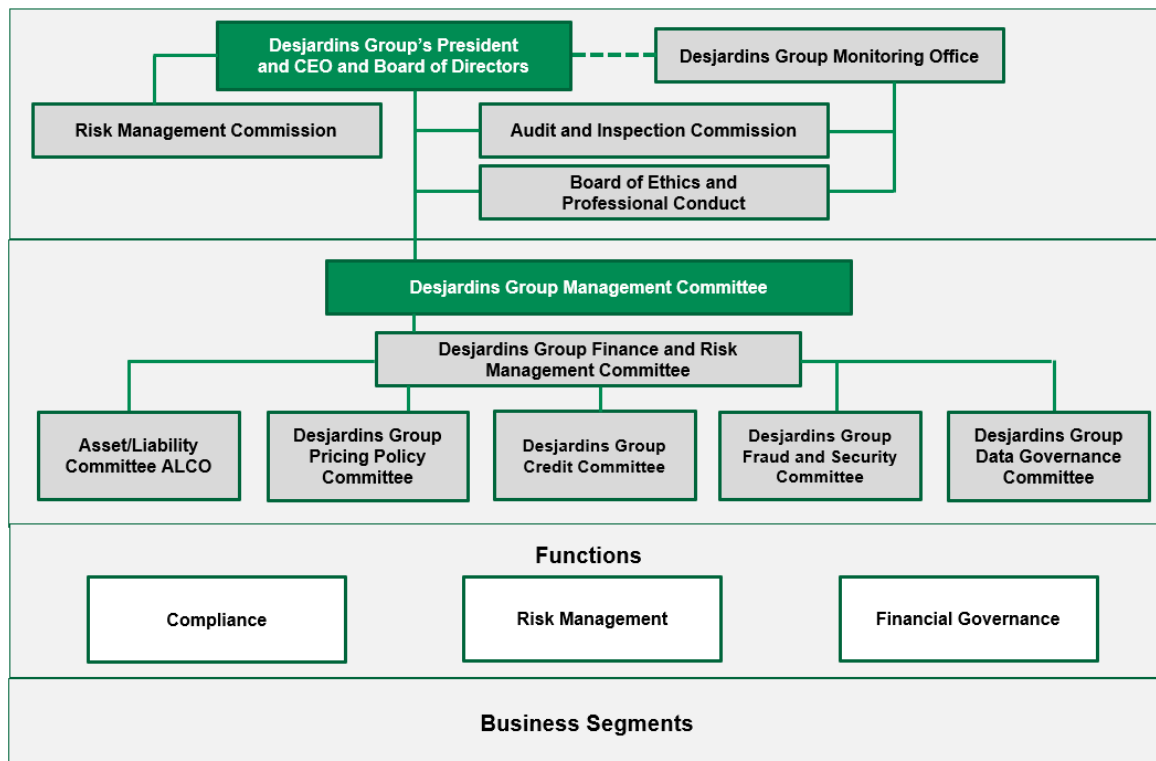 Desjardins Group's President
and CEO and Board of Directors
Desjardins Group Monitoring Office
Risk Management Commission
Audit and Inspection Commission
Board of Ethics and
Professional Conduct
Desjardins Group Management Committee
Desjardins Group Finance and Risk
Management Committee
Asset/Liability
Committee ALCO
Desjardins Group
Pricing Policy
Committee
Desjardins Group
Credit Committee
Desjardins Group
Fraud and Security
Committee
Desjardins Group
Data Governance
Committee
Functions
Compliance
Risk Management
Financial Governance
Business Segments